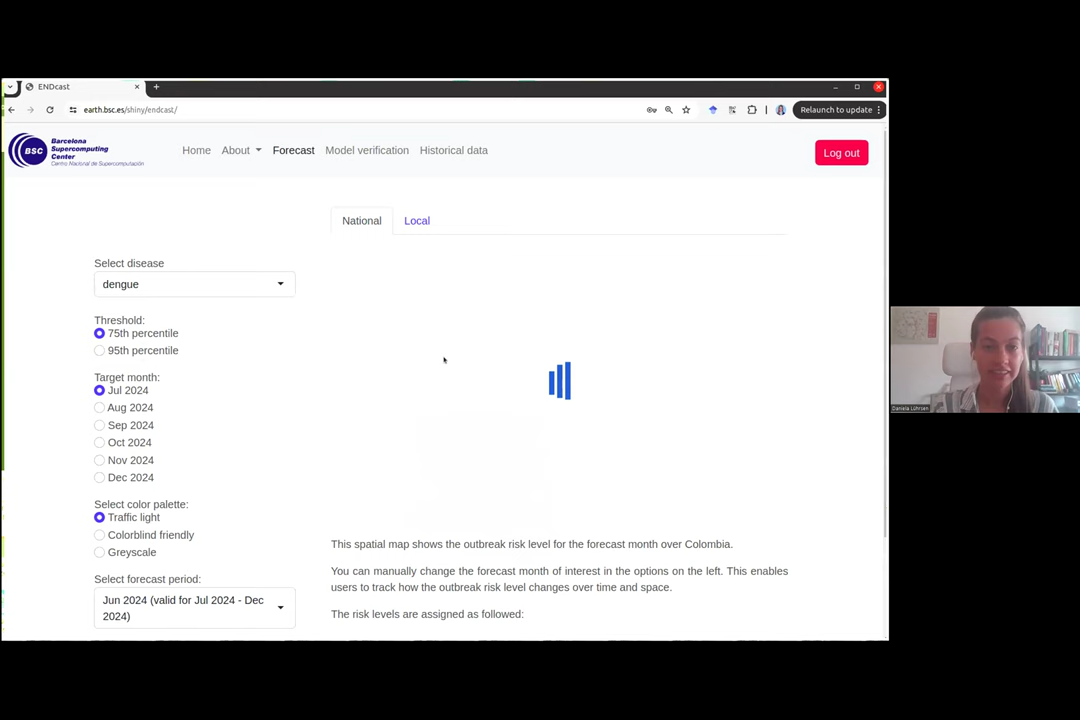 ENDcast
earth.bsc.es/shiny/endcast/
Relaunch to update
BSC
Barcelona
Supercomputing
Center
Centro Nacional de Supercomputación
Home
About
Forecast
Model verification
Historical data
Log out
National
Local
Select disease
dengue
Threshold:
75th percentile
95th percentile
Target month:
Jul 2024
Aug 2024
Sep 2024
Oct 2024
Nov 2024
Dec 2024
Select color palette:
Traffic light
Colorblind friendly
Greyscale
Select forecast period:
Jun 2024 (valid for Jul 2024 - Dec
2024)
This spatial map shows the outbreak risk level for the forecast month over Colombia.
You can manually change the forecast month of interest in the options on the left. This enables
users to track how the outbreak risk level changes over time and space.
The risk levels are assigned as followed:
Daniela Lührsen